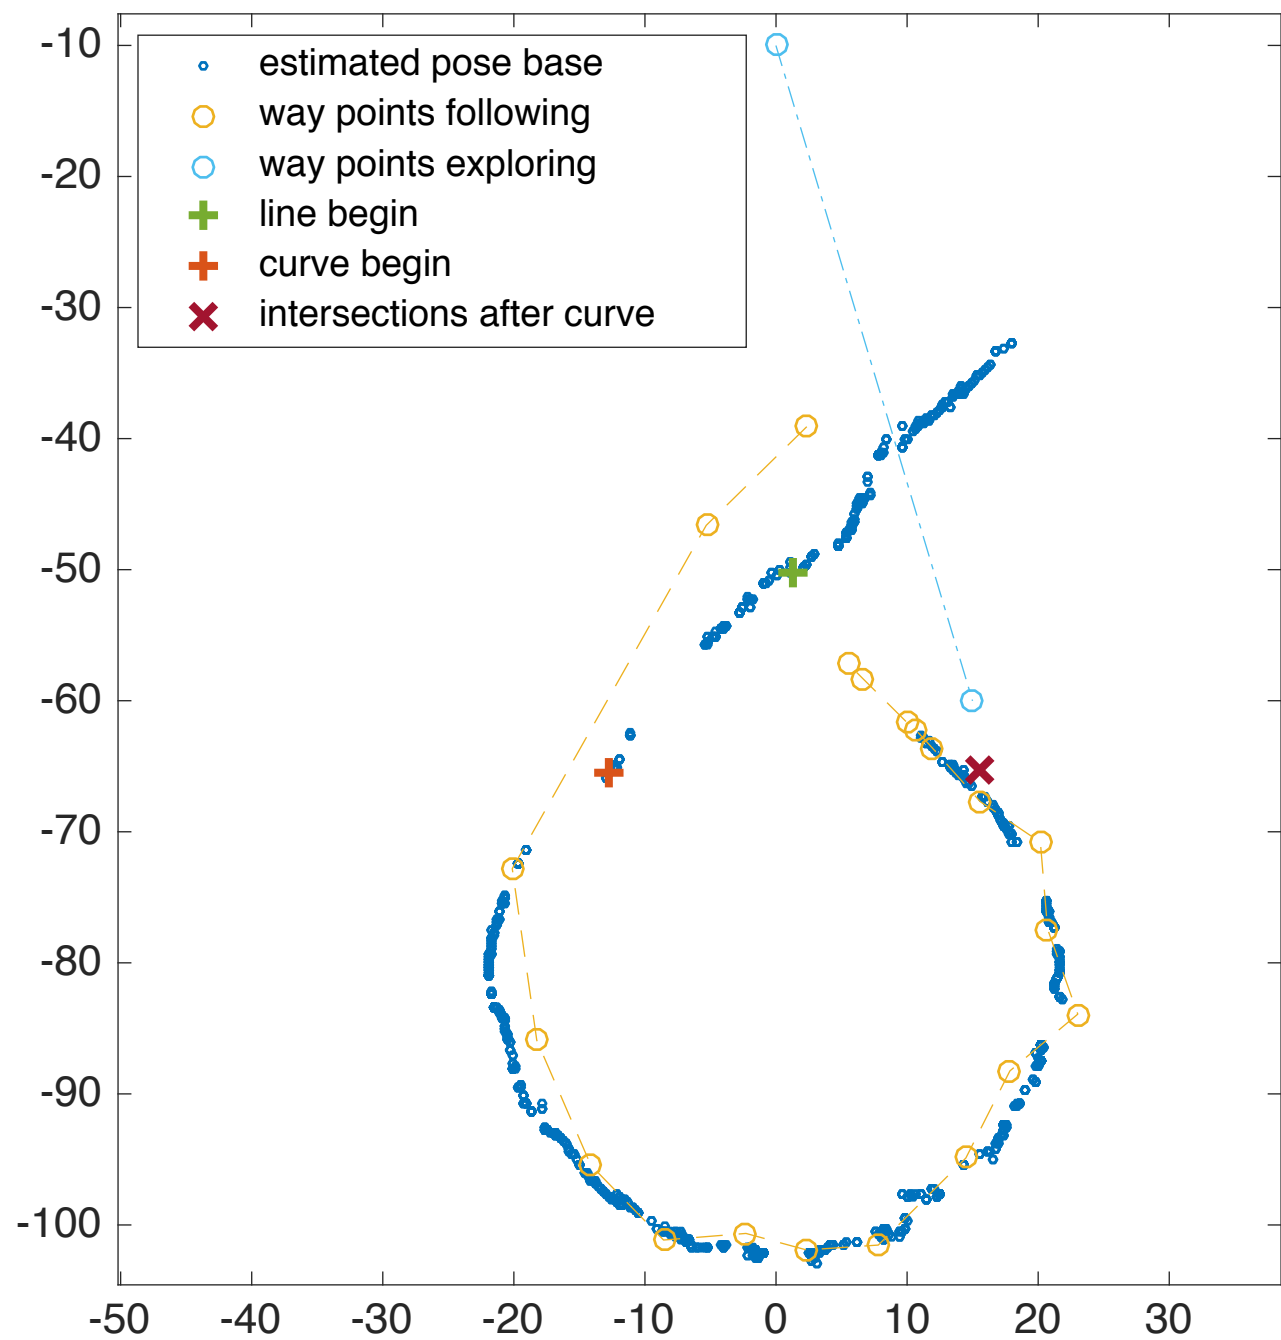 -10
estimated pose base
way points following
way points exploring
line begin
curve begin
intersections after curve
-20
-30
-40
-50
-60
-70
-80
-90
-100
-50 -40 -30 -20 -10 0 10 20 30